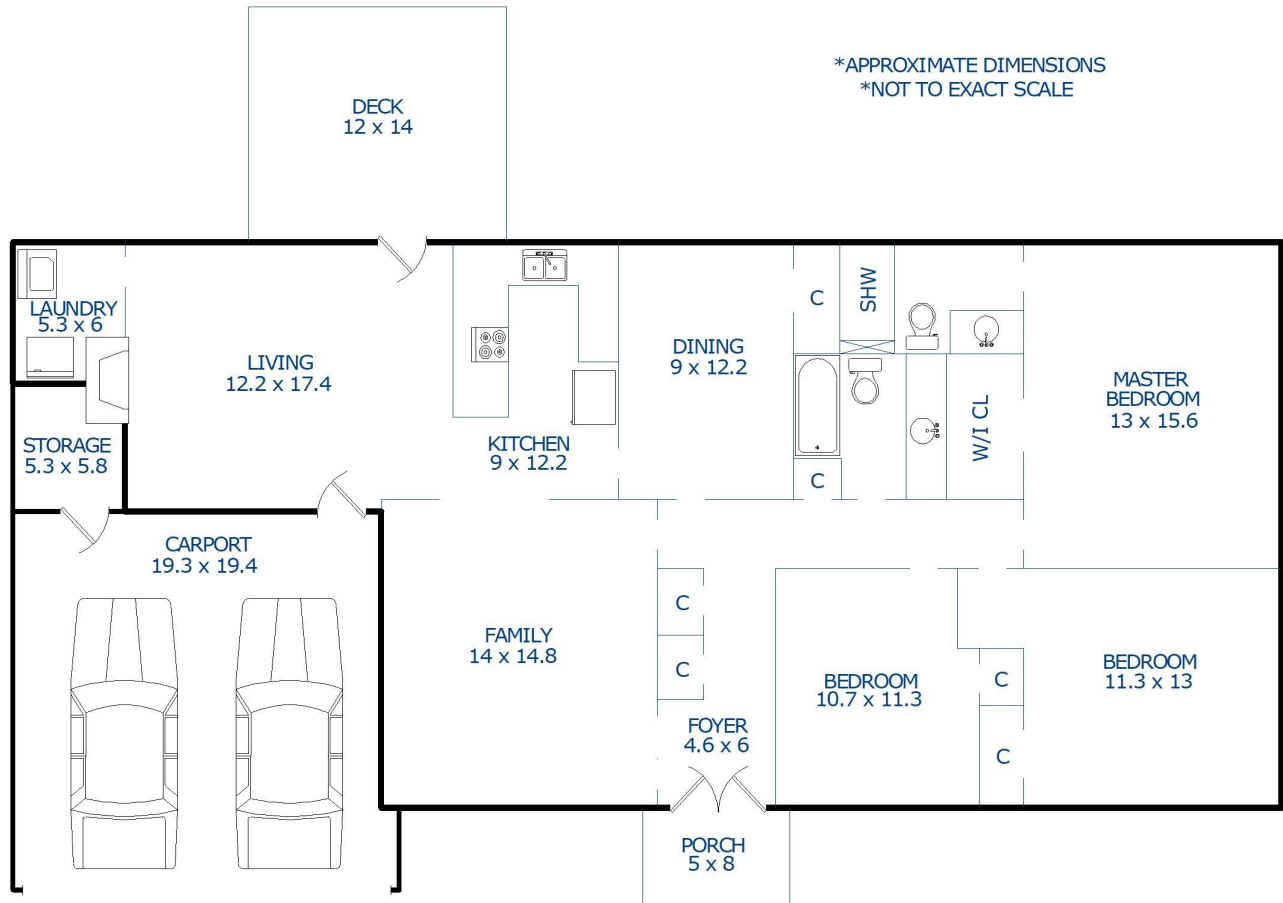 *APPROXIMATE DIMENSIONS
*NOT TO EXACT SCALE
DECK
12 x 14
LAUNDRY
5.3 x 6
LIVING
12.2 x 17.4
KITCHEN
9 x 12.2
DINING
9 x 12.2
C
SHW
C
W/I CL
MASTER
BEDROOM
13 x 15.6
STORAGE
5.3 x 5.8
CARPORT
19.3 x 19.4
FAMILY
14 x 14.8
C
C
FOYER
4.6 x 6
BEDROOM
10.7 x 11.3
C
C
BEDROOM
11.3 x 13
PORCH
5 x 8